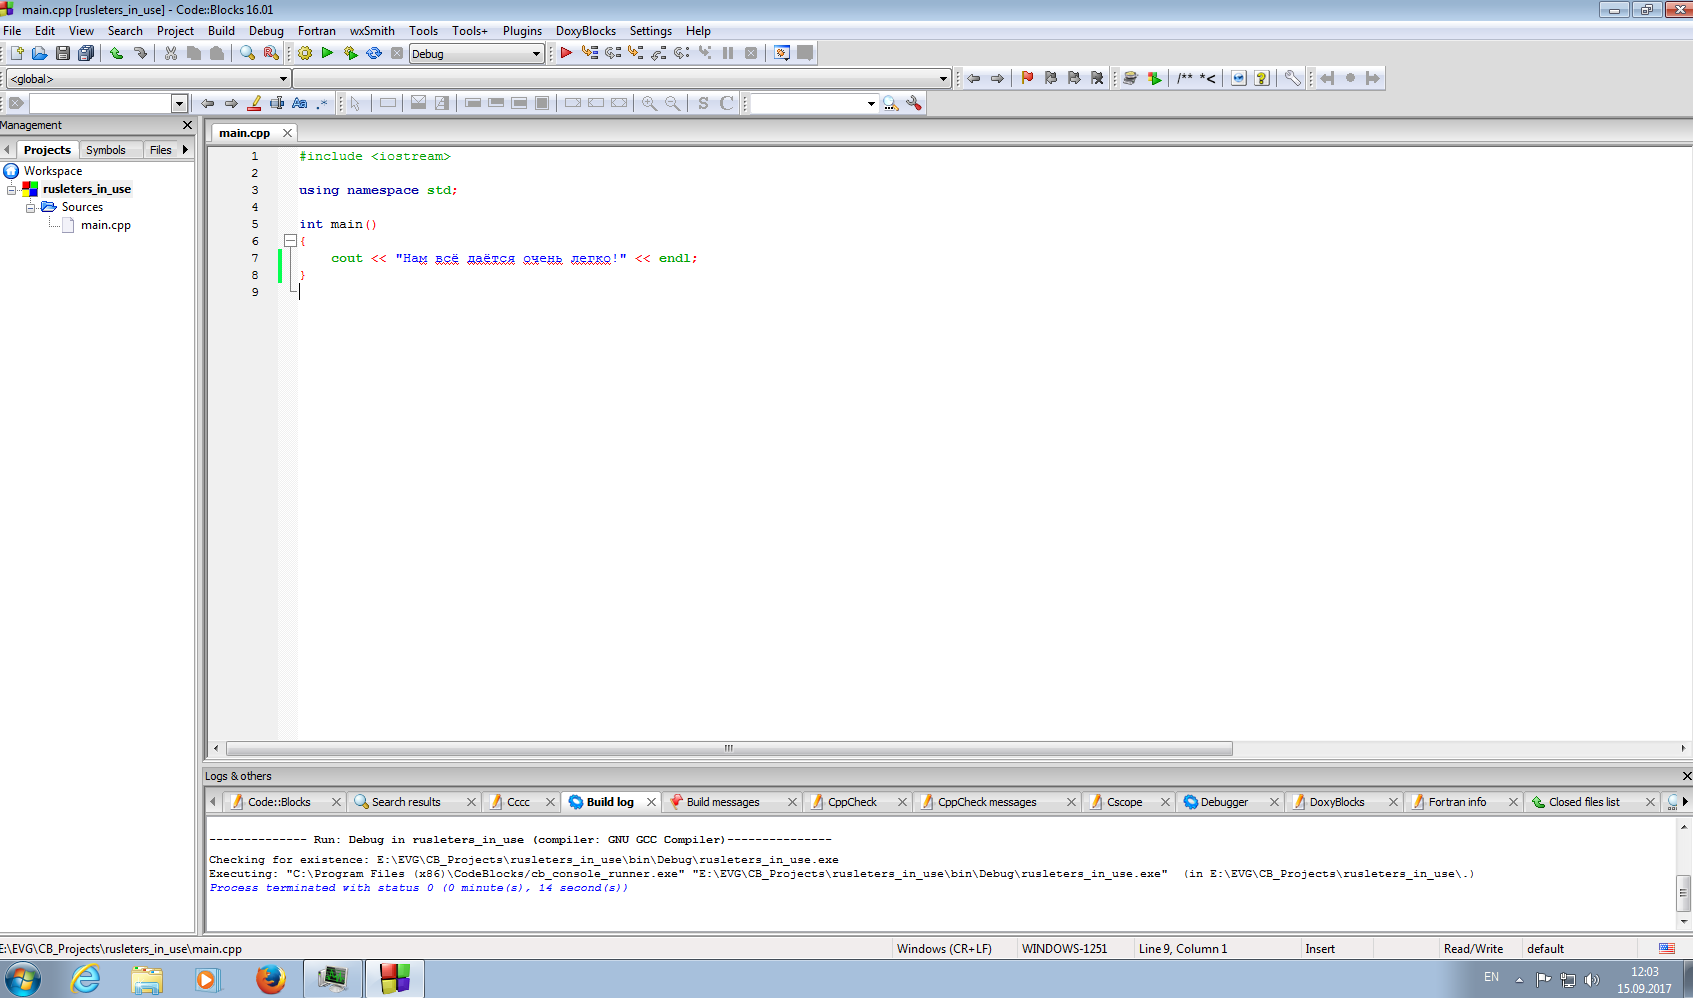 main.cpp [rusleters_in_use] - Code::Blocks 16.01
File Edit View Search Project Build Debug Fortran wxSmith Tools Tools+ Plugins DoxyBlocks Settings Help
Debug
<global>
/** *<
Aa .*
S C
Management
main.cpp
Projects Symbols Files
Workspace
rusleters_in_use
Sources
main.cpp
1 #include <iostream>
2
3 using namespace std;
4
5 int main()
6 {
7 cout << "Нам всё даётся очень легко!" << endl;
8 }
9
Logs & others
Code::Blocks Search results Cccc Build log Build messages CppCheck CppCheck messages Cscope Debugger DoxyBlocks Fortran info Closed files list
-------------- Run: Debug in rusleters_in_use (compiler: GNU GCC Compiler)---------------
Checking for existence: E:\EVG\CB_Projects\rusleters_in_use\bin\Debug\rusleters_in_use.exe
Executing: "C:\Program Files (x86)\CodeBlocks/cb_console_runner.exe" "E:\EVG\CB_Projects\rusleters_in_use\bin\Debug\rusleters_in_use.exe" (in E:\EVG\CB_Projects\rusleters_in_use\.)
Process terminated with status 0 (0 minute(s), 14 second(s))
E:\EVG\CB_Projects\rusleters_in_use\main.cpp Windows (CR+LF) WINDOWS-1251 Line 9, Column 1 Insert Read/Write default
EN
12:03
15.09.2017